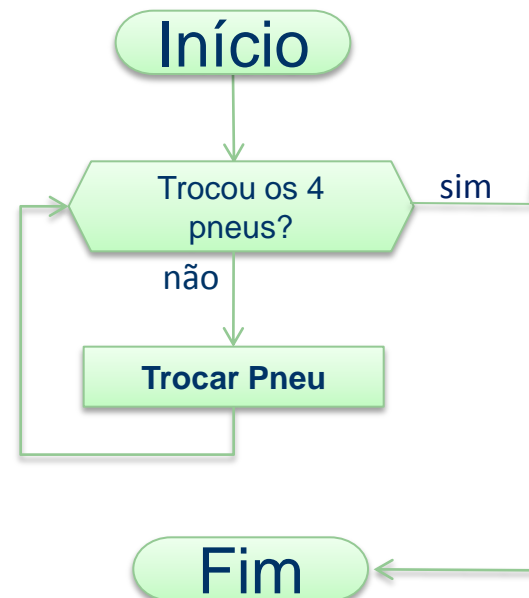 Início
Trocou os 4
pneus?
sim
não
Trocar Pneu
Fim